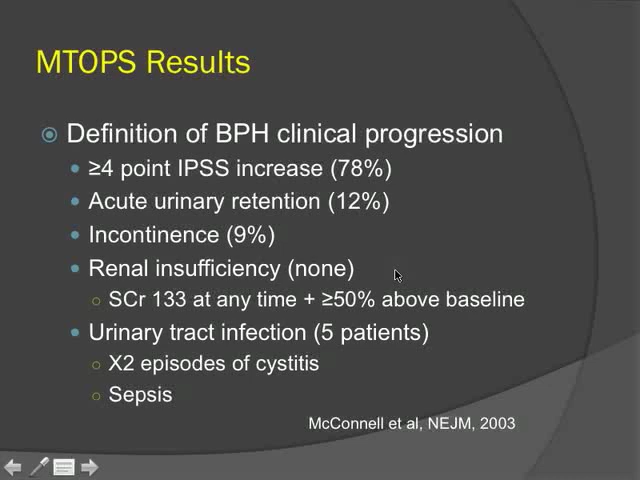 MTOPS Results
Definition of BPH clinical progression
≥4 point IPSS increase (78%)
Acute urinary retention (12%)
Incontinence (9%)
Renal insufficiency (none)
SCr 133 at any time + ≥50% above baseline
Urinary tract infection (5 patients)
X2 episodes of cystitis
Sepsis
McConnell et al, NEJM, 2003